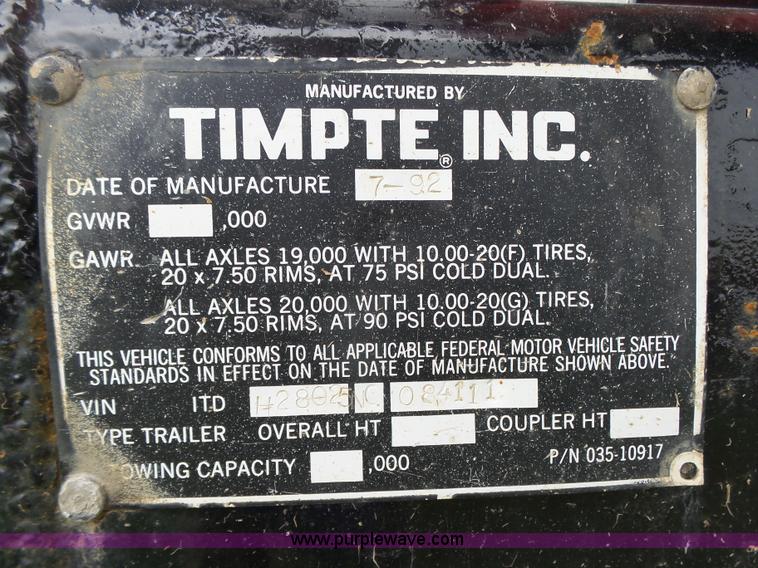 MANUFACTURED BY
TIMPTE® INC.
DATE OF MANUFACTURE 7-92
GVWR ,000
GAWR ALL AXLES 19,000 WITH 10.00-20(F) TIRES,
20 x 7.50 RIMS, AT 75 PSI COLD DUAL.
ALL AXLES 20,000 WITH 10.00-20(G) TIRES,
20 x 7.50 RIMS, AT 90 PSI COLD DUAL.
THIS VEHICLE CONFORMS TO ALL APPLICABLE FEDERAL MOTOR VEHICLE SAFETY
STANDARDS IN EFFECT ON THE DATE OF MANUFACTURE SHOWN ABOVE.
VIN 1TD
TYPE TRAILER OVERALL HT COUPLER HT
OWING CAPACITY ,000 P/N 035-10917
www.purplewave.com